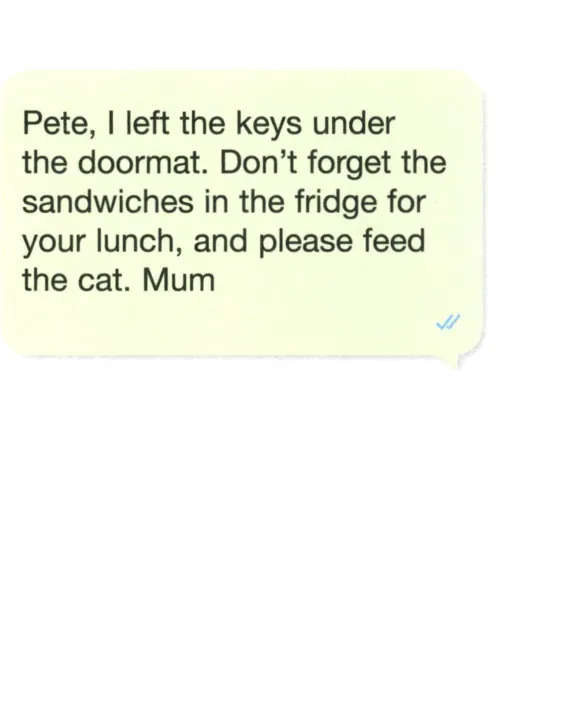 Pete, I left the keys under
the doormat. Don't forget the
sandwiches in the fridge for
your lunch, and please feed
the cat. Mum